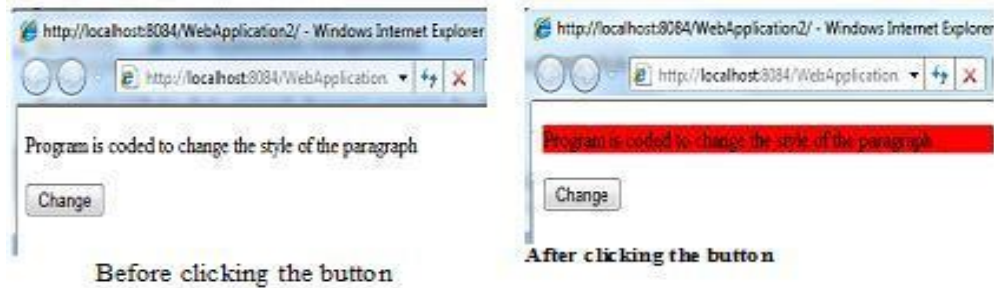 http://localhost:8084/WebApplication2/ - Windows Internet Explorer
http://localhost:8084/WebApplication
Program is coded to change the style of the paragraph
Change
Before clicking the button
http://localhost:8084/WebApplication2/ - Windows Internet Explorer
http://localhost:8084/WebApplication
Program is coded to change the style of the paragraph
Change
After clicking the button